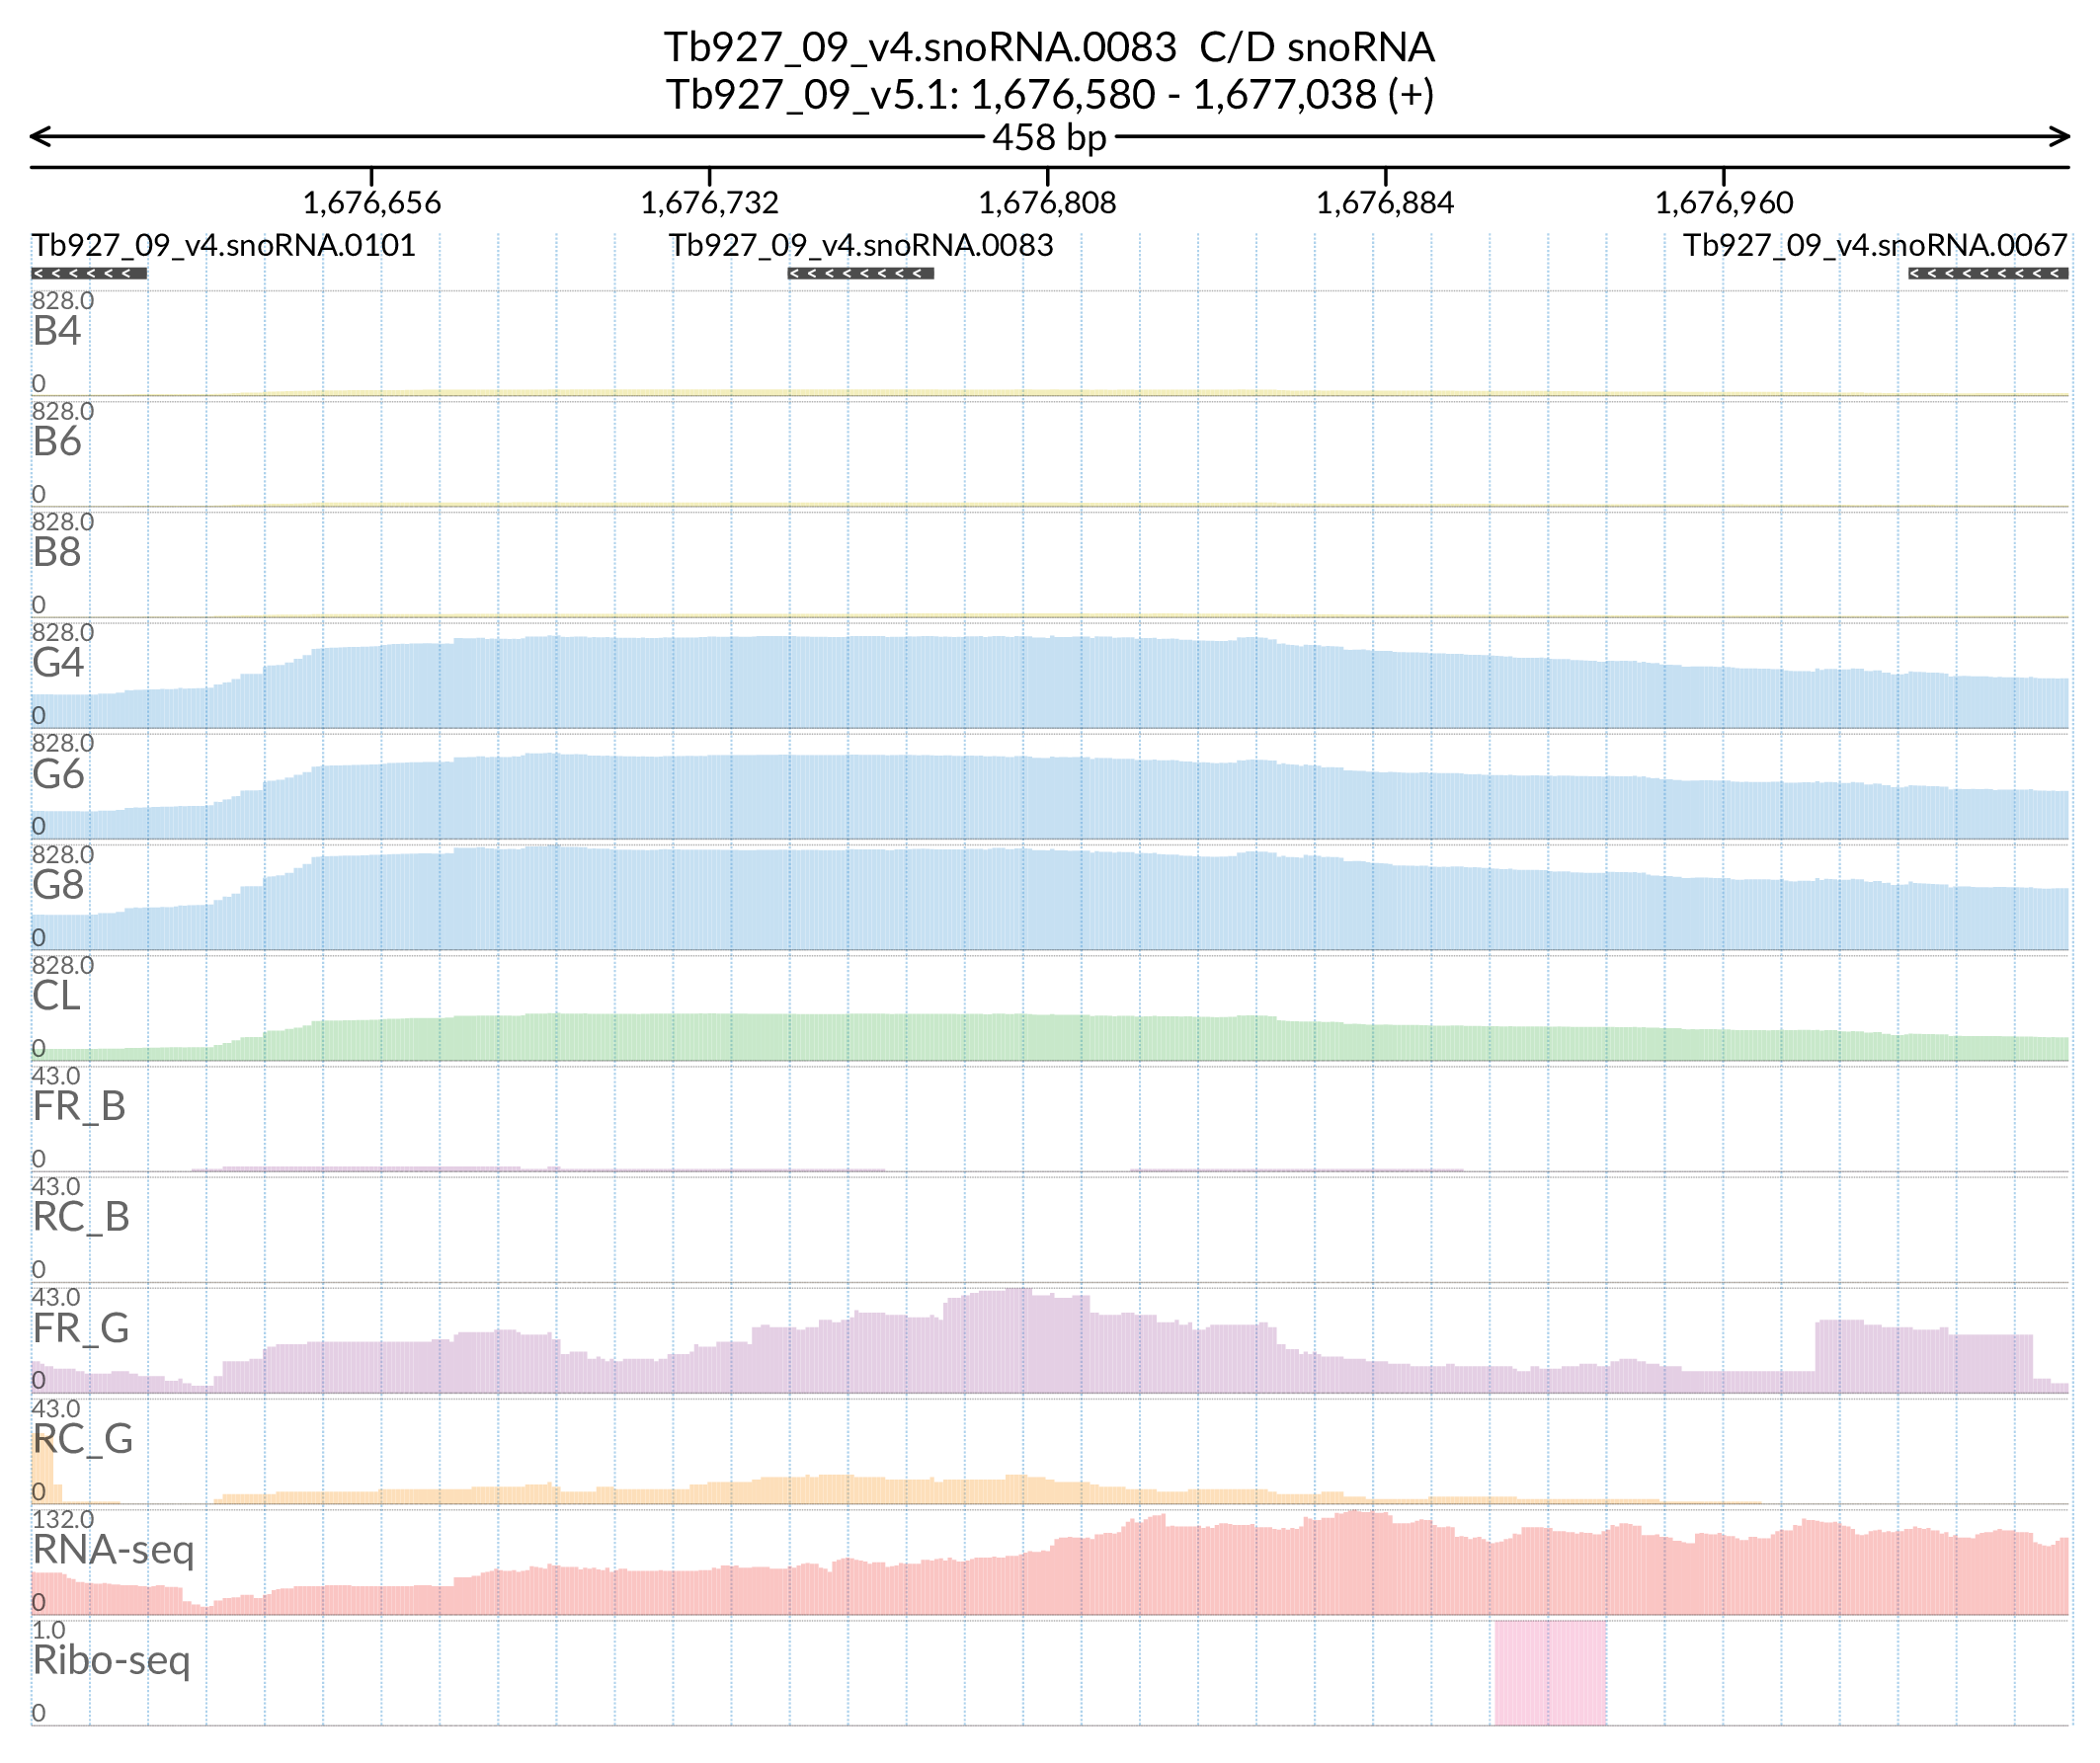 Tb927_09_v4.snoRNA.0083 C/D snoRNA
Tb927_09_v5.1: 1,676,580 - 1,677,038 (+)
458 bp
1,676,656 1,676,732 1,676,808 1,676,884 1,676,960
Tb927_09_v4.snoRNA.0101 Tb927_09_v4.snoRNA.0083 Tb927_09_v4.snoRNA.0067
828.0
B4
0
828.0
B6
0
828.0
B8
0
828.0
G4
0
828.0
G6
0
828.0
G8
0
828.0
CL
0
43.0
FR_B
0
43.0
RC_B
0
43.0
FR_G
0
43.0
RC_G
0
132.0
RNA-seq
0
1.0
Ribo-seq
0